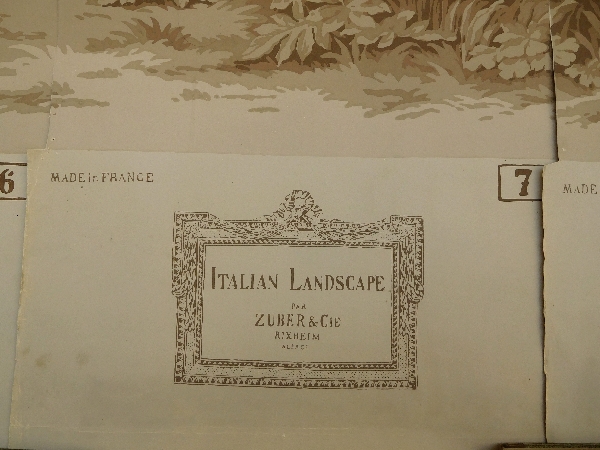 6
MADE in FRANCE
7
MADE
ITALIAN LANDSCAPE
PAR
ZUBER & CIE
RIXHEIM
ALSACE